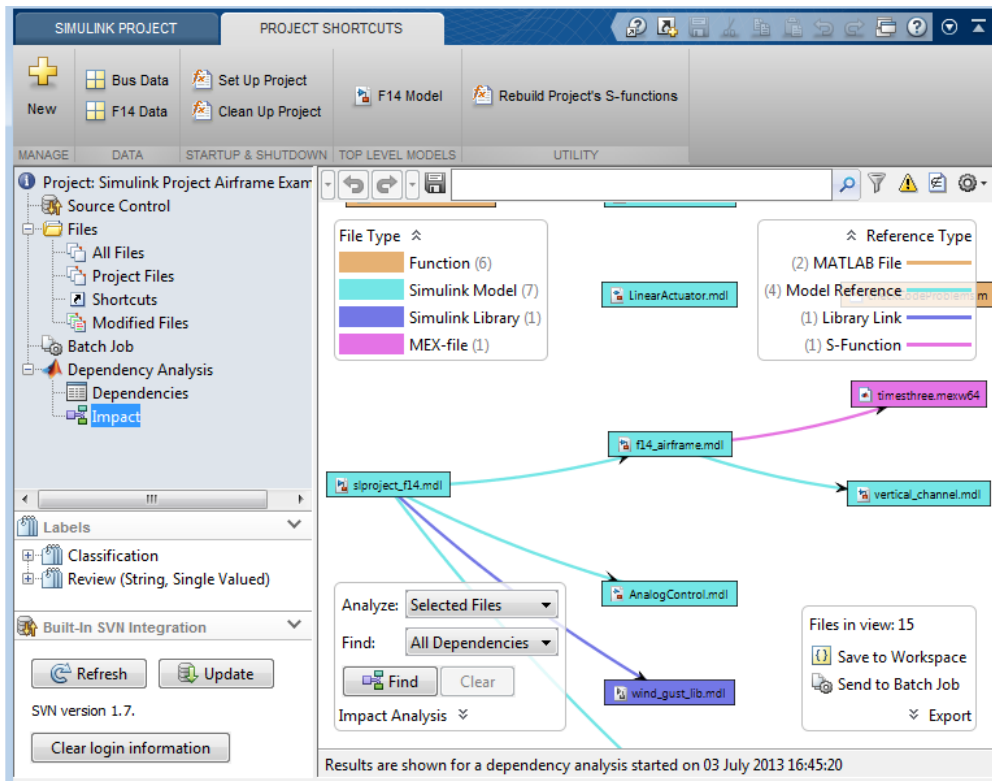 SIMULINK PROJECT
PROJECT SHORTCUTS
New
Bus Data
F14 Data
Set Up Project
Clean Up Project
F14 Model
Rebuild Project's S-functions
MANAGE
DATA
STARTUP & SHUTDOWN
TOP LEVEL MODELS
UTILITY
Project: Simulink Project Airframe Exam
Source Control
Files
All Files
Project Files
Shortcuts
Modified Files
Batch Job
Dependency Analysis
Dependencies
Impact
Labels
Classification
Review (String, Single Valued)
Built-In SVN Integration
Refresh
Update
SVN version 1.7.
Clear login information
File Type
Function (6)
Simulink Model (7)
Simulink Library (1)
MEX-file (1)
Reference Type
(2) MATLAB File
(4) Model Reference
(1) Library Link
(1) S-Function
LinearActuator.mdl
timesthree.mexw64
f14_airframe.mdl
slproject_f14.mdl
vertical_channel.mdl
AnalogControl.mdl
wind_gust_lib.mdl
Analyze: Selected Files
Find: All Dependencies
Find
Clear
Impact Analysis
Files in view: 15
Save to Workspace
Send to Batch Job
Export
Results are shown for a dependency analysis started on 03 July 2013 16:45:20